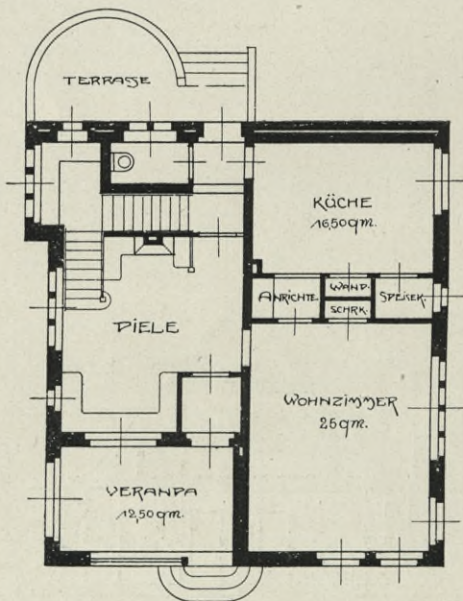 TERRASSE
KÜCHE
16,50 qm.
ANRICHTE.
WAND-
SCHRK.
SPEISEK.
DIELE
WOHNZIMMER
25 qm.
VERANDA
12,50 qm.